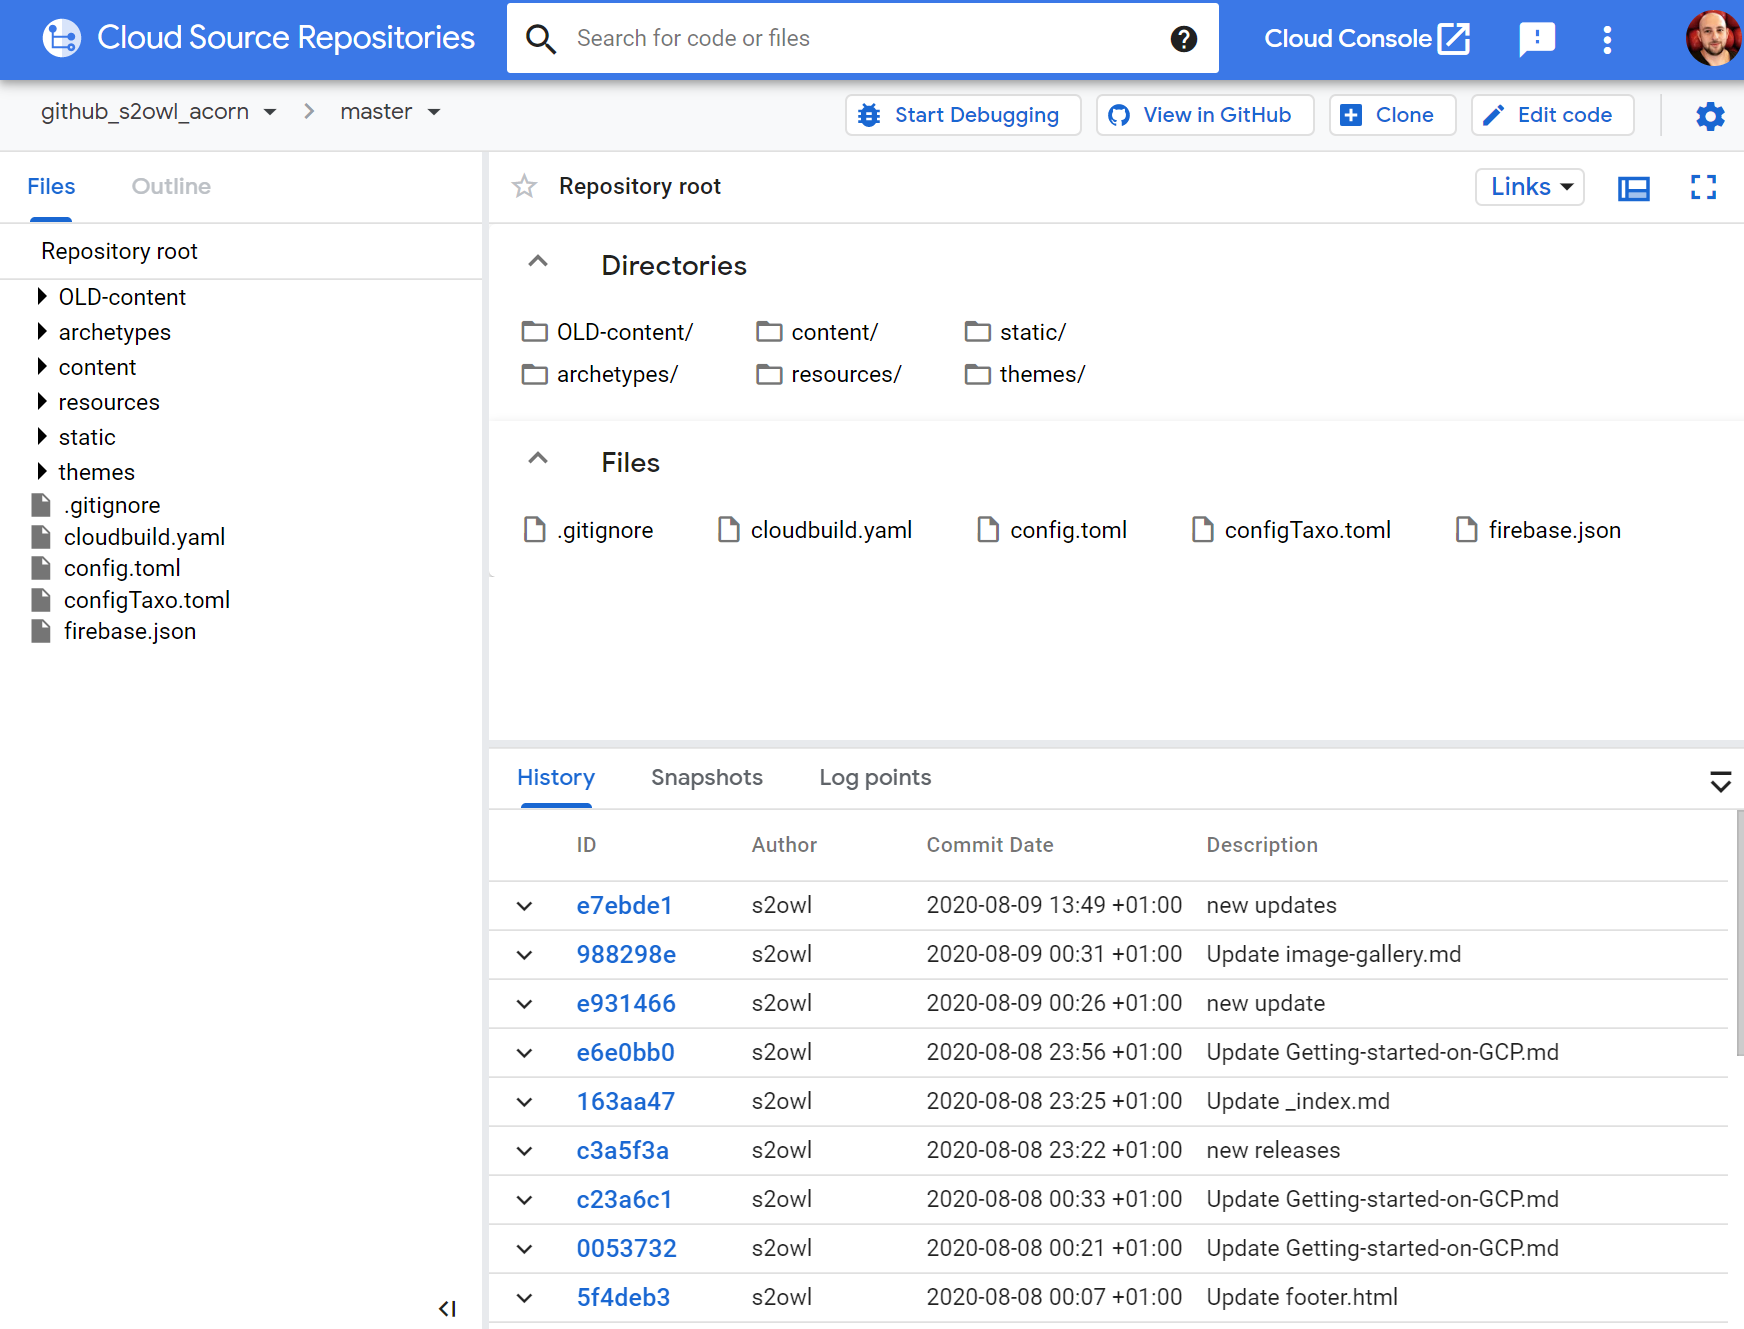 Cloud Source Repositories
Search for code or files
Cloud Console
github_s2owl_acorn
master
Start Debugging
View in GitHub
Clone
Edit code
Files
Outline
Repository root
OLD-content
archetypes
content
resources
static
themes
.gitignore
cloudbuild.yaml
config.toml
configTaxo.toml
firebase.json
Repository root
Links
Directories
OLD-content/ content/ static/
archetypes/ resources/ themes/
Files
.gitignore cloudbuild.yaml config.toml configTaxo.toml firebase.json
History Snapshots Log points
ID Author Commit Date Description
e7ebde1 s2owl 2020-08-09 13:49 +01:00 new updates
988298e s2owl 2020-08-09 00:31 +01:00 Update image-gallery.md
e931466 s2owl 2020-08-09 00:26 +01:00 new update
e6e0bb0 s2owl 2020-08-08 23:56 +01:00 Update Getting-started-on-GCP.md
163aa47 s2owl 2020-08-08 23:25 +01:00 Update _index.md
c3a5f3a s2owl 2020-08-08 23:22 +01:00 new releases
c23a6c1 s2owl 2020-08-08 00:33 +01:00 Update Getting-started-on-GCP.md
0053732 s2owl 2020-08-08 00:21 +01:00 Update Getting-started-on-GCP.md
5f4deb3 s2owl 2020-08-08 00:07 +01:00 Update footer.html